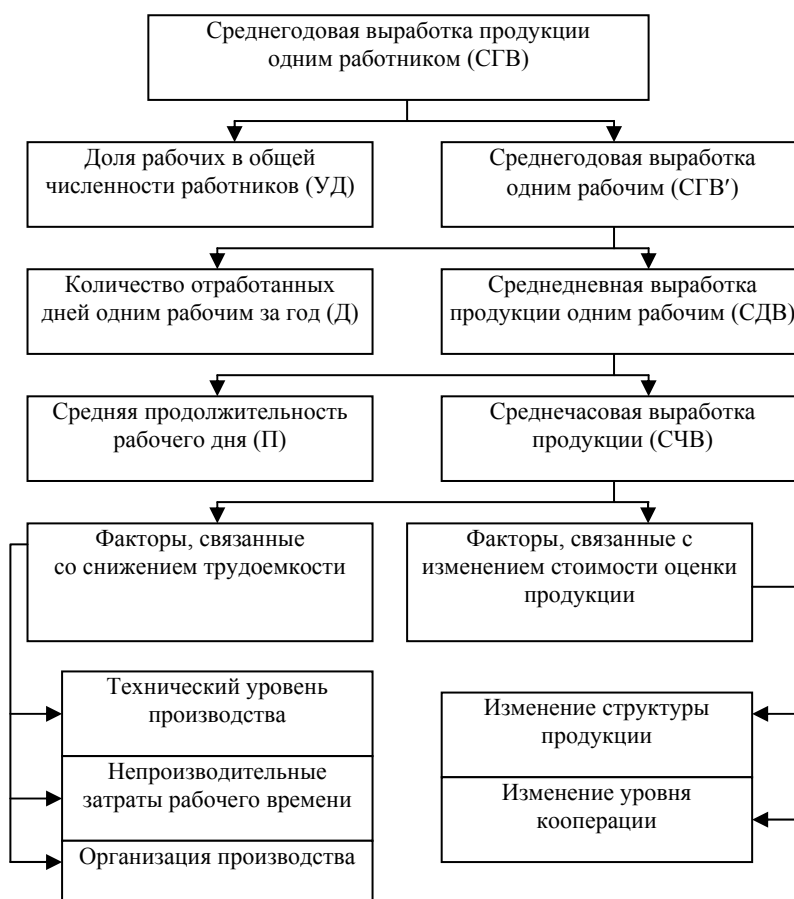 Среднегодовая выработка продукции
одним работником (СГВ)
Доля рабочих в общей
численности работников (УД)
Среднегодовая выработка
одним рабочим (СГВ′)
Количество отработанных
дней одним рабочим за год (Д)
Среднедневная выработка
продукции одним рабочим (СДВ)
Средняя продолжительность
рабочего дня (П)
Среднечасовая выработка
продукции (СЧВ)
Факторы, связанные
со снижением трудоемкости
Факторы, связанные с
изменением стоимости оценки
продукции
Технический уровень
производства
Непроизводительные
затраты рабочего времени
Организация производства
Изменение структуры
продукции
Изменение уровня
кооперации